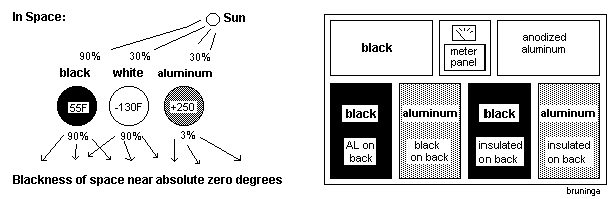 In Space:
Sun
90%
30%
30%
black
white
aluminum
55F
-130F
+250
90%
90%
3%
Blackness of space near absolute zero degrees
black
meter
panel
anodized
aluminum
black
aluminum
black
aluminum
AL on
back
black
on back
insulated
on back
insulated
on back
bruninga